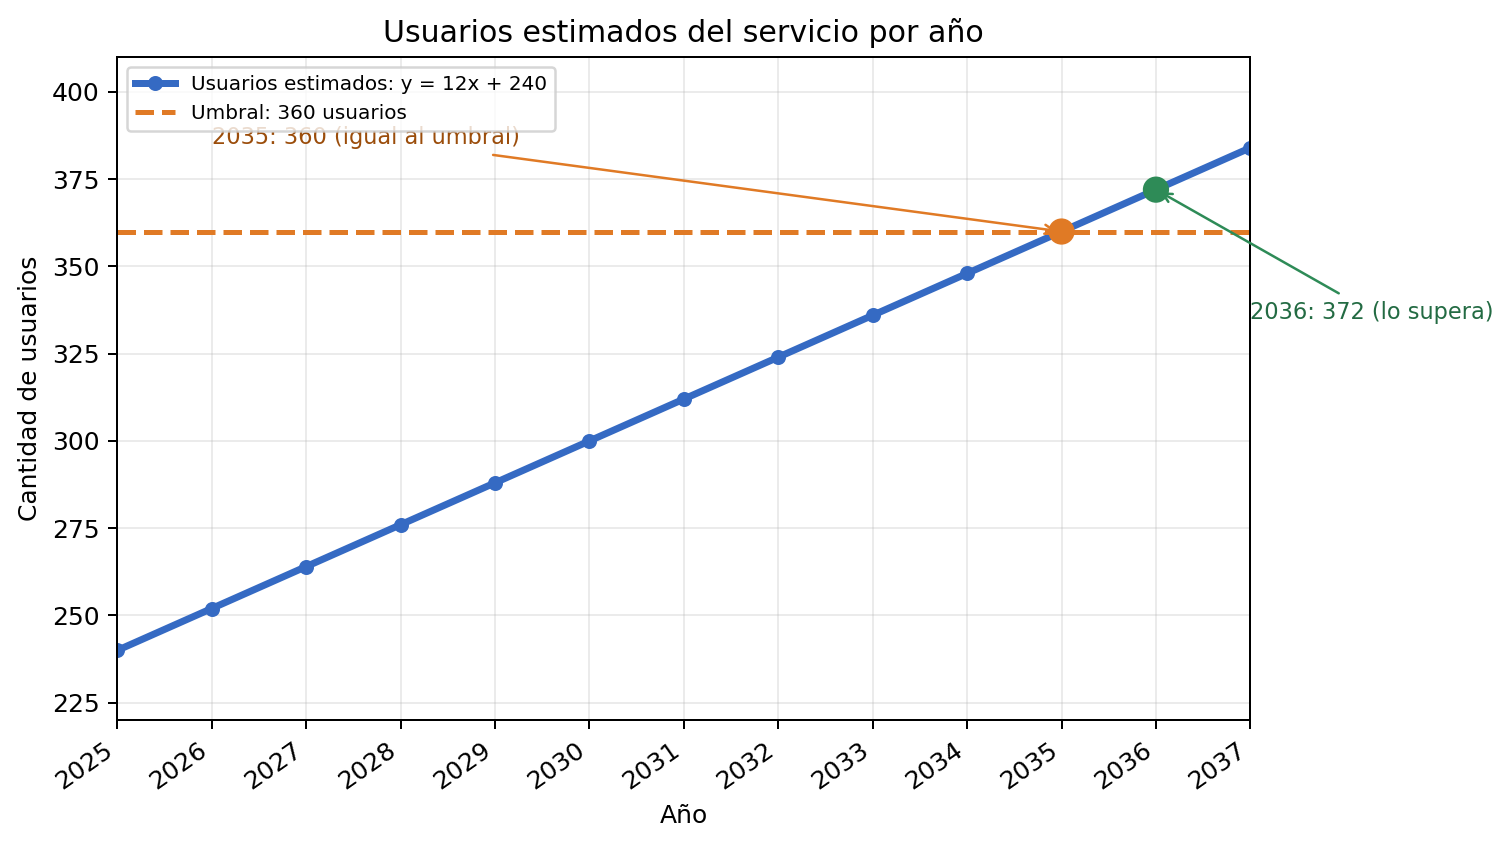 Usuarios estimados del servicio por año
Usuarios estimados: y = 12x + 240
Umbral: 360 usuarios
2035: 360 (igual al umbral)
2036: 372 (lo supera)
Cantidad de usuarios
400
375
350
325
300
275
250
225
2025 2026 2027 2028 2029 2030 2031 2032 2033 2034 2035 2036 2037
Año